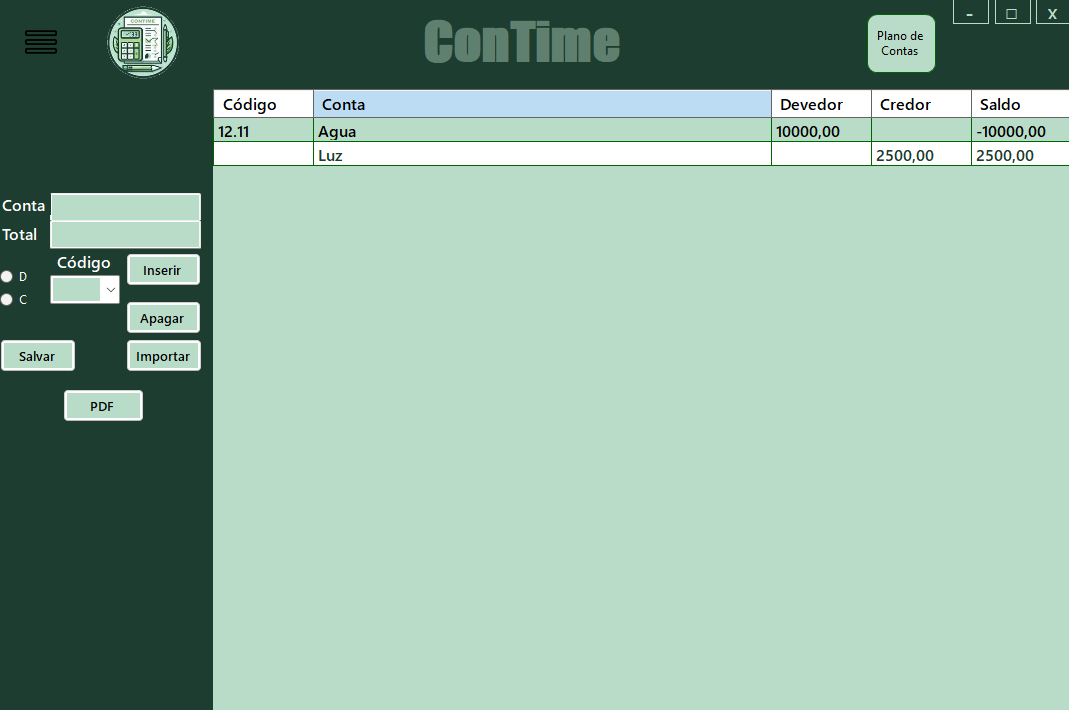 CONTIME
ConTime
Plano de
Contas
- □ X
Código Conta Devedor Credor Saldo
12.11 Agua 10000,00 -10000,00
Luz 2500,00 2500,00
Conta
Total
Código
D
C
Inserir
Apagar
Salvar
Importar
PDF